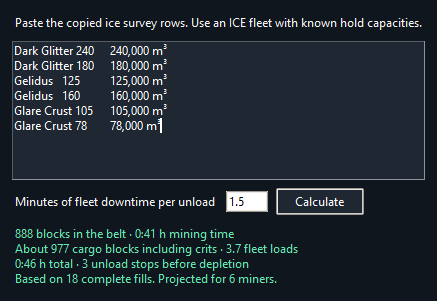 Paste the copied ice survey rows. Use an ICE fleet with known hold capacities.
Dark Glitter 240 240,000 m³
Dark Glitter 180 180,000 m³
Gelidus 125 125,000 m³
Gelidus 160 160,000 m³
Glare Crust 105 105,000 m³
Glare Crust 78 78,000 m³
Minutes of fleet downtime per unload 1.5 Calculate
888 blocks in the belt · 0:41 h mining time
About 977 cargo blocks including crits · 3.7 fleet loads
0:46 h total · 3 unload stops before depletion
Based on 18 complete fills. Projected for 6 miners.